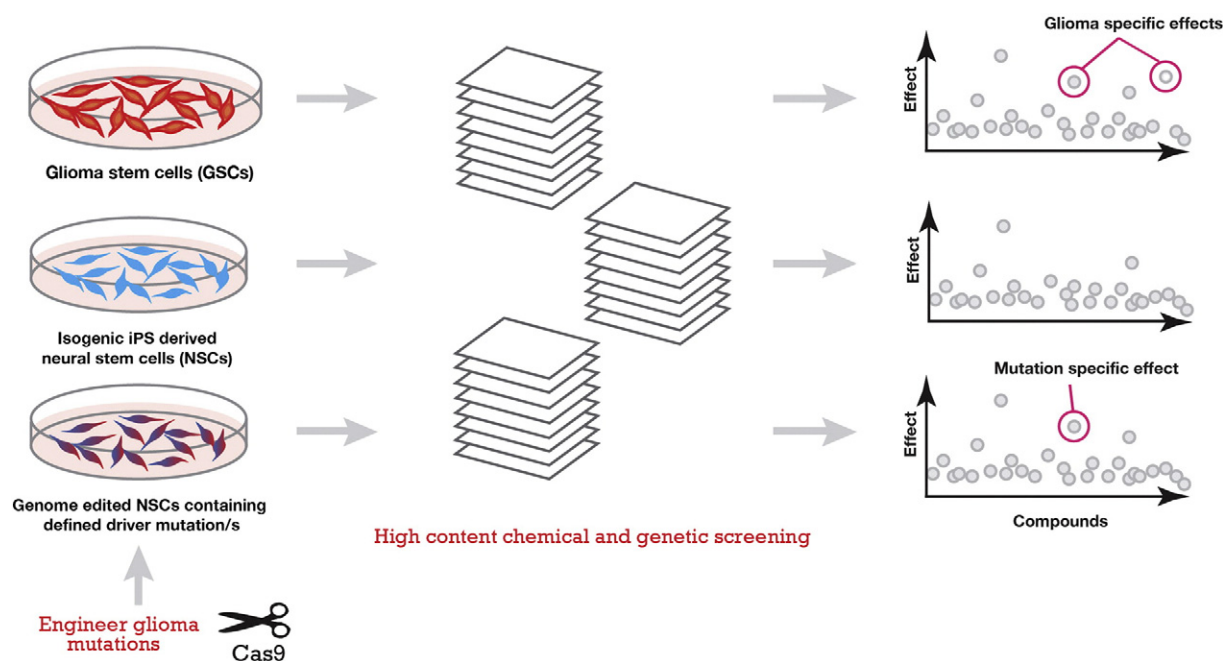 Glioma specific effects
Effect
Glioma stem cells (GSCs)
Effect
Isogenic iPS derived
neural stem cells (NSCs)
Mutation specific effect
Effect
Genome edited NSCs containing
defined driver mutation/s
Compounds
High content chemical and genetic screening
Engineer glioma
mutations
Cas9